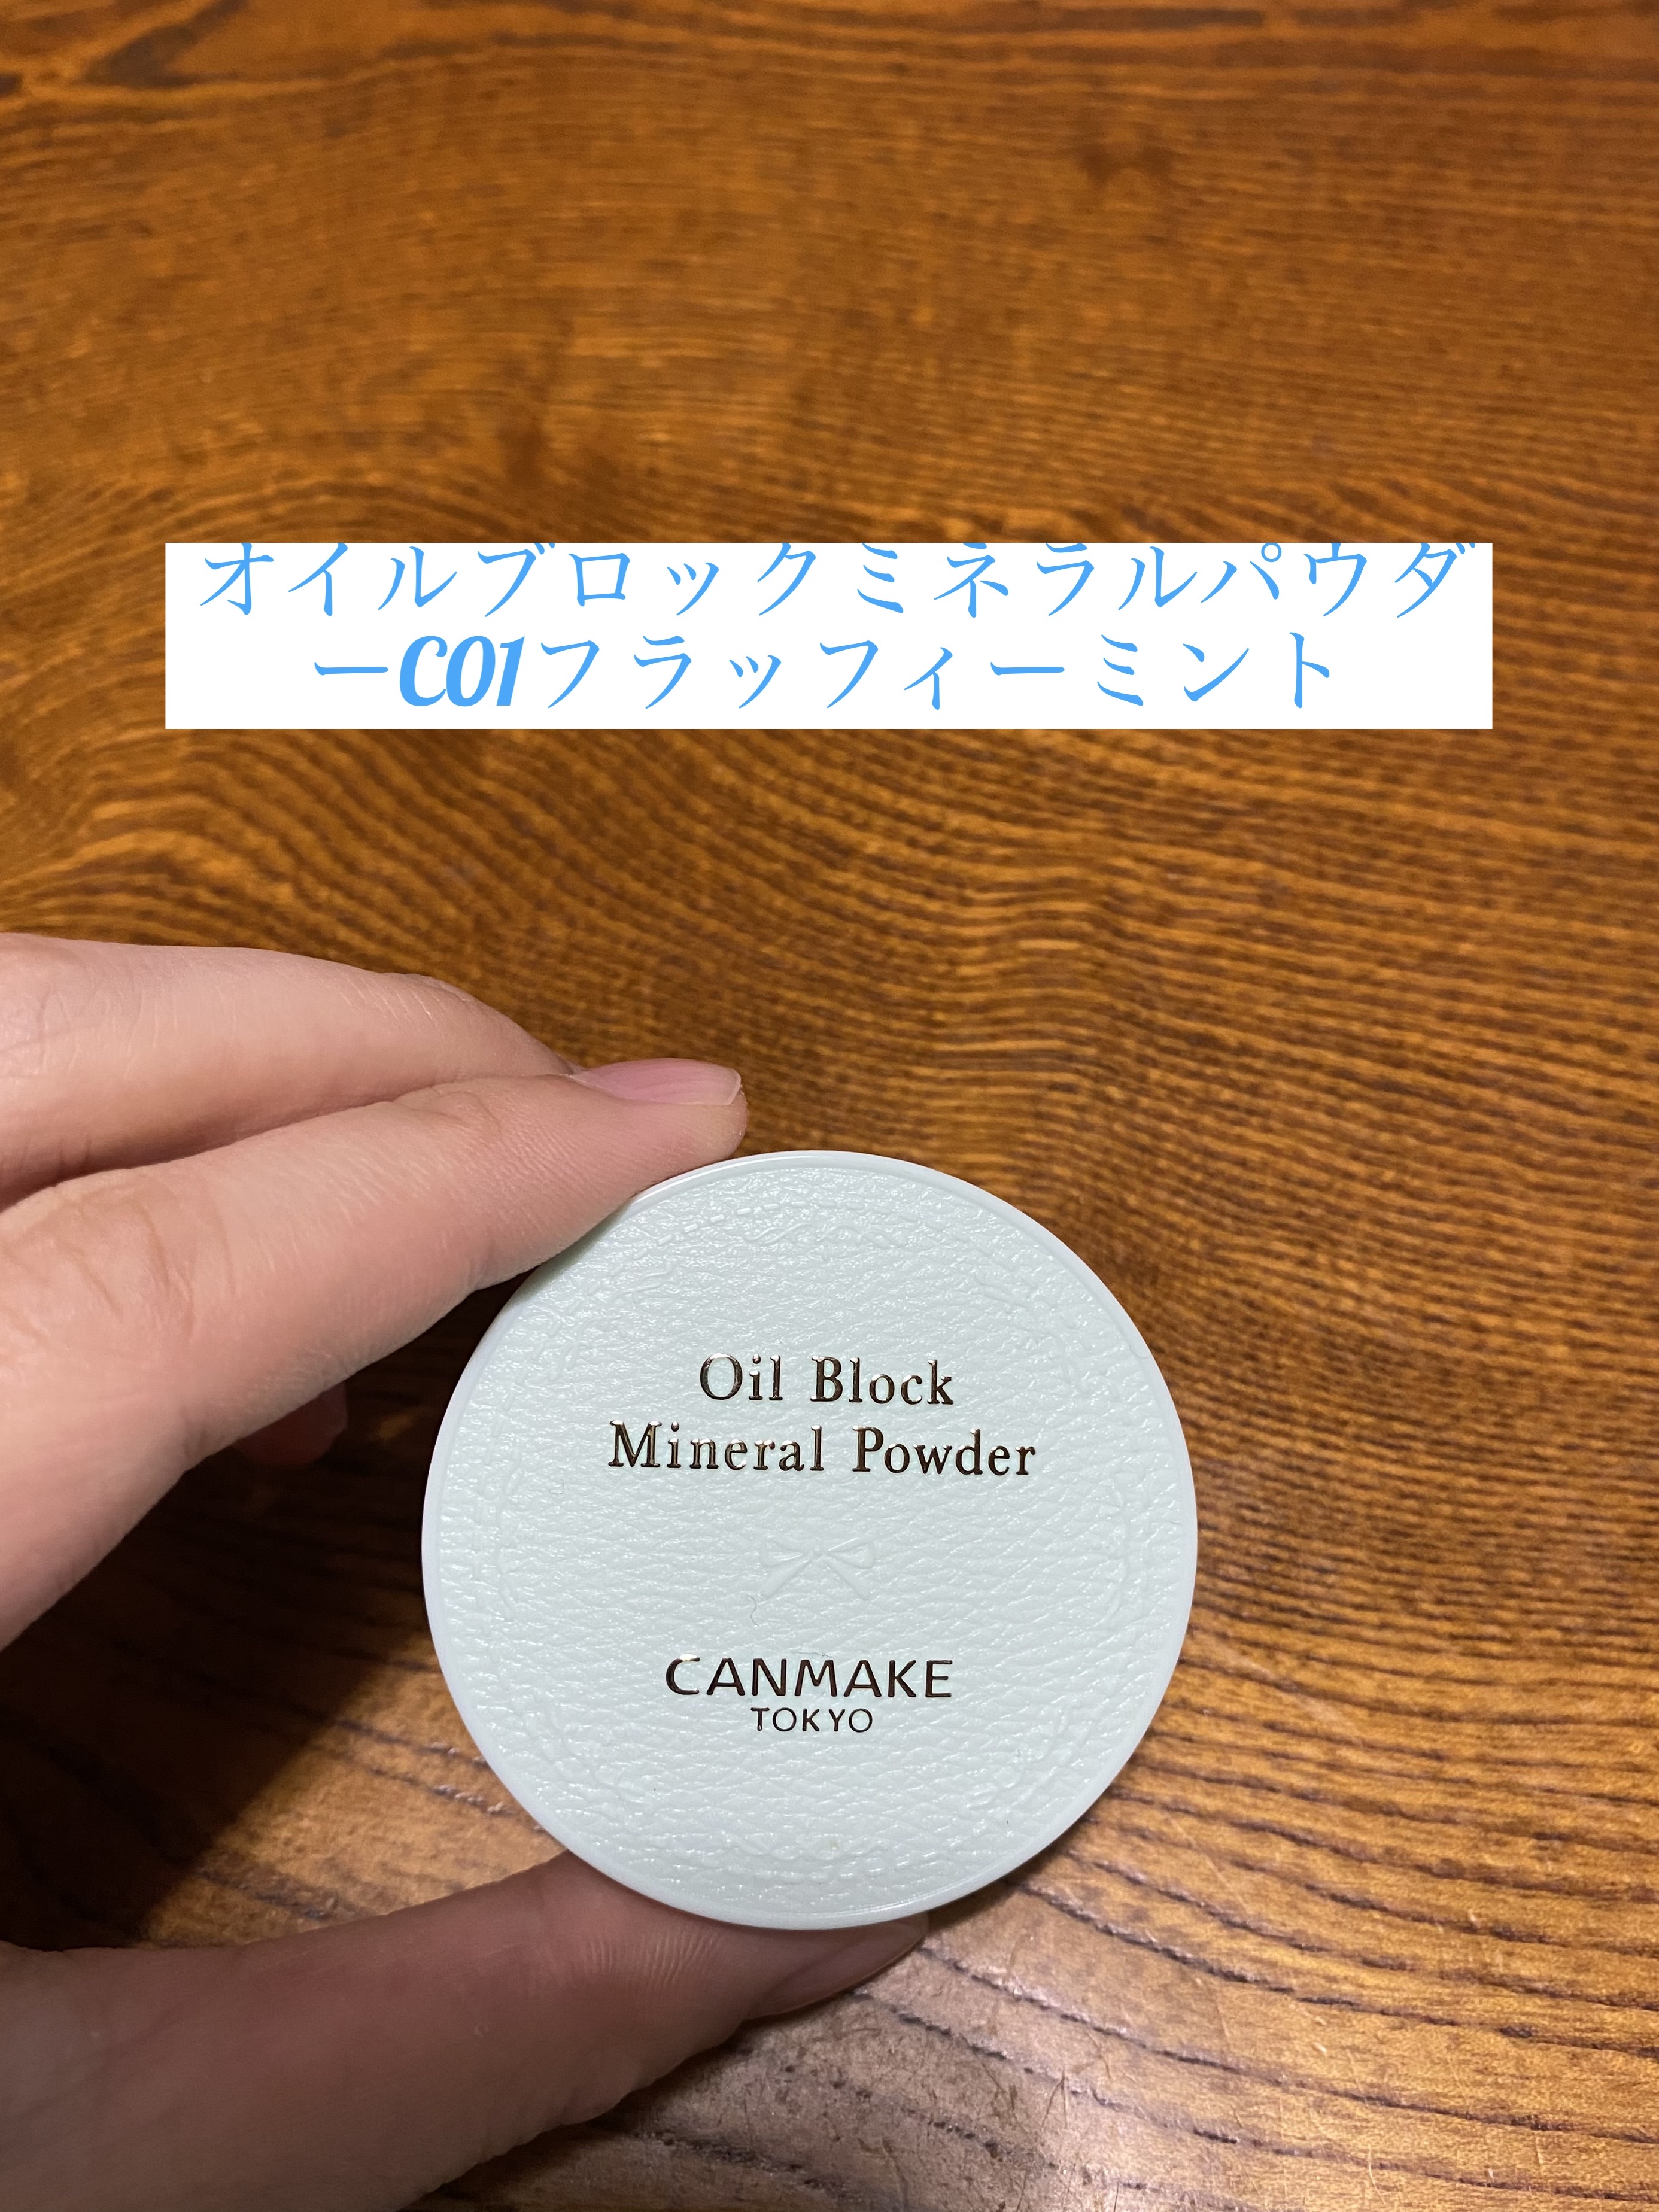 オイルブロックミネラルパウダ
ーC01フラッフィーミント
Oil Block
Mineral Powder
CANMAKE
TOKYO